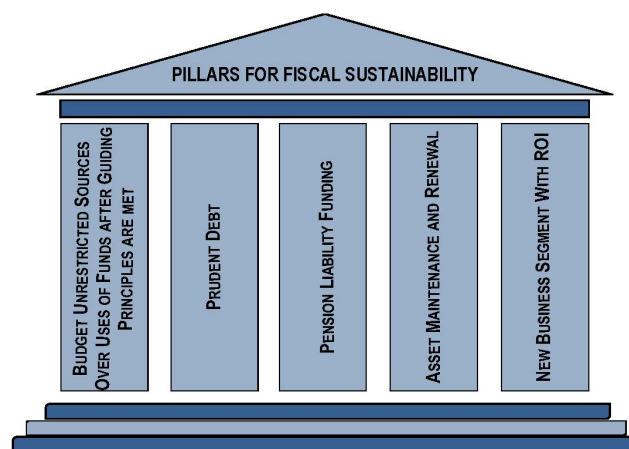 PILLARS FOR FISCAL SUSTAINABILITY
BUDGET UNRESTRICTED SOURCES
OVER USES OF FUNDS AFTER GUIDING
PRINCIPLES ARE MET
PRUDENT DEBT
PENSION LIABILITY FUNDING
ASSET MAINTENANCE AND RENEWAL
NEW BUSINESS SEGMENT WITH ROI